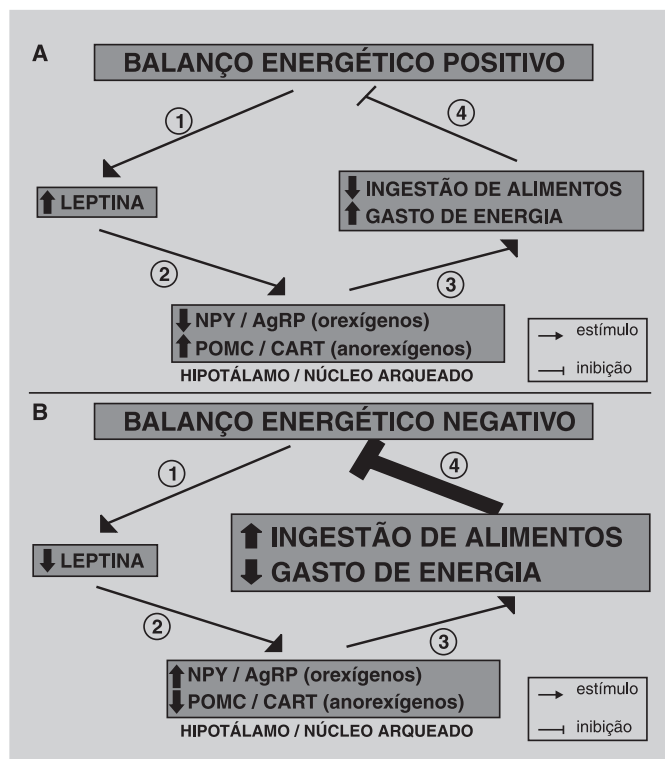 A
BALANÇO ENERGÉTICO POSITIVO
1
4
LEPTINA
INGESTÃO DE ALIMENTOS
GASTO DE ENERGIA
2
3
NPY / AgRP (orexígenos)
POMC / CART (anorexígenos)
HIPOTÁLAMO / NÚCLEO ARQUEADO
estímulo
inibição
B
BALANÇO ENERGÉTICO NEGATIVO
1
4
LEPTINA
INGESTÃO DE ALIMENTOS
GASTO DE ENERGIA
2
3
NPY / AgRP (orexígenos)
POMC / CART (anorexígenos)
HIPOTÁLAMO / NÚCLEO ARQUEADO
estímulo
inibição